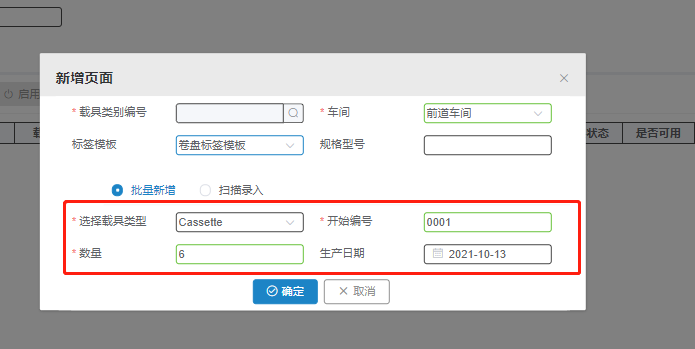 新增页面
启用
* 载具类别编号
* 车间 前道车间
载
状态 是否可用
标签模板 卷盘标签模板 规格型号
批量新增 扫描录入
* 选择载具类型 Cassette * 开始编号 0001
* 数量 6 生产日期 2021-10-13
确定 取消